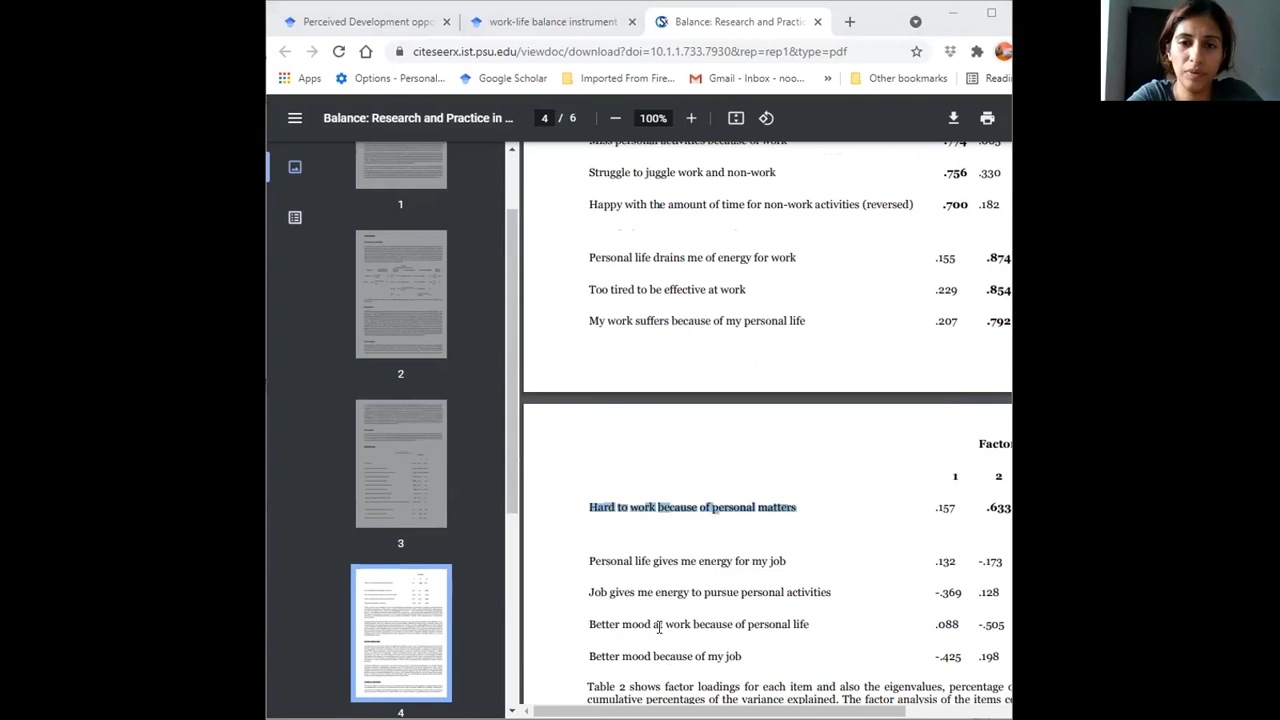 Perceived Development oppo
work-life balance instrument
Balance: Research and Practic
citeseerx.ist.psu.edu/viewdoc/download?doi=10.1.1.733.7930&rep=rep1&type=pdf
Apps
Options - Personal...
Google Scholar
Imported From Fire...
Gmail - Inbox - noo...
»
Other bookmarks
Readi
Balance: Research and Practice in ...
4 / 6
100%
1
2
3
4
Miss personal activities because of work .774
Struggle to juggle work and non-work .756 .330
Happy with the amount of time for non-work activities (reversed) .700 .182
Personal life drains me of energy for work .155 .874
Too tired to be effective at work .229 .854
My work suffers because of my personal life .207 .792
Facto
1 2
Hard to work because of personal matters .157 .633
Personal life gives me energy for my job .132 -.173
Job gives me energy to pursue personal activities -.369 .128
Better mood at work because of personal life .088 -.505
Better mood because of my job -.425 .198
Table 2 shows factor loadings for each item and also the eigenvalues, percentage o
cumulative percentages of the variance explained. The factor analysis of the items co